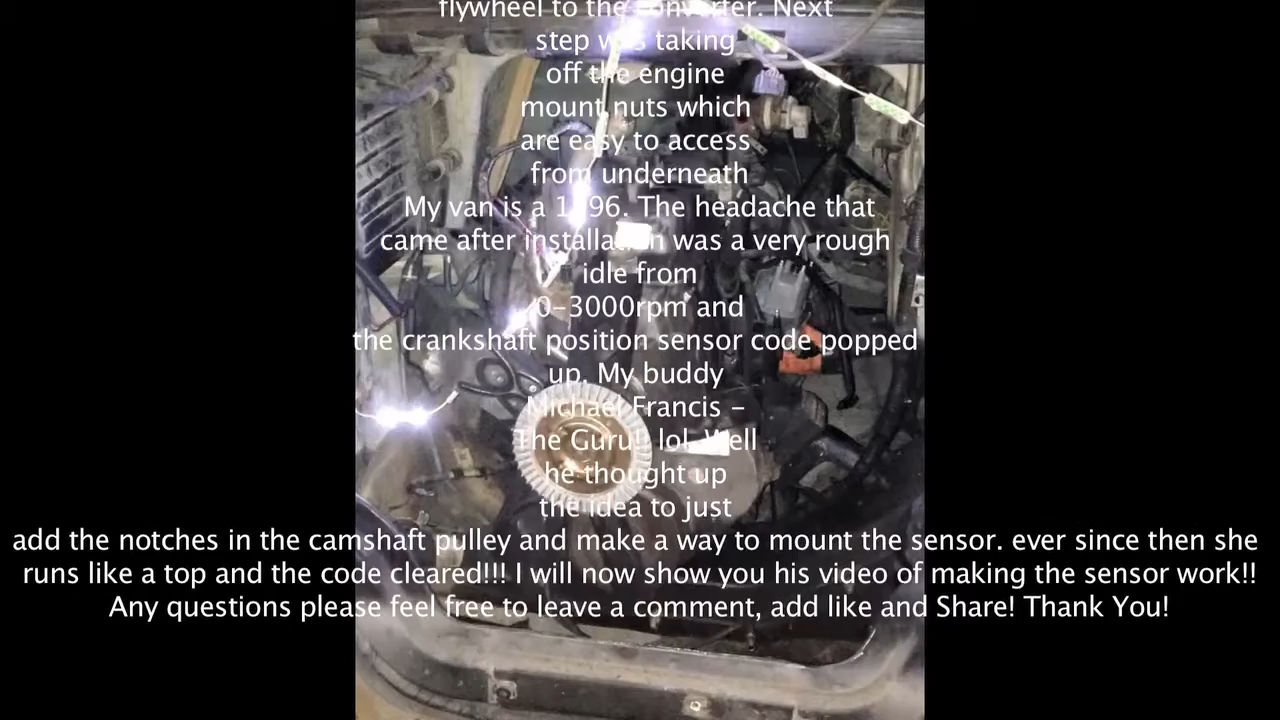 flywheel to the converter. Next
step was taking
off the engine
mount nuts which
are easy to access
from underneath
My van is a 1996. The headache that
came after installation was a very rough
idle from
0-3000rpm and
the crankshaft position sensor code popped
up. My buddy
Michael Francis -
The Guru!! lol. Well
he thought up
the idea to just
add the notches in the camshaft pulley and make a way to mount the sensor. ever since then she
runs like a top and the code cleared!!! I will now show you his video of making the sensor work!!
Any questions please feel free to leave a comment, add like and Share! Thank You!